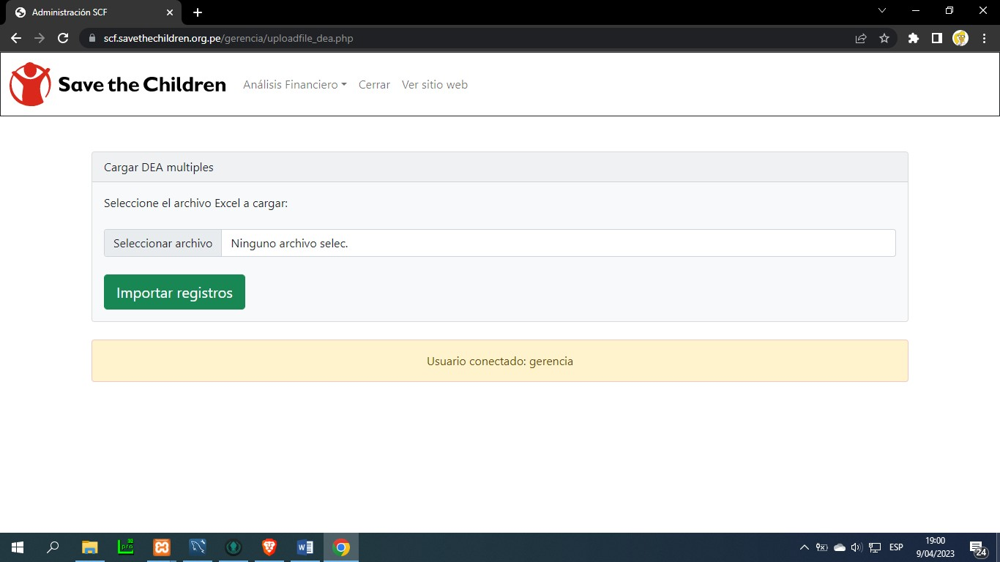 Administración SCF
scf.savethechildren.org.pe/gerencia/uploadfile_dea.php
Save the Children
Análisis Financiero Cerrar Ver sitio web
Cargar DEA multiples
Seleccione el archivo Excel a cargar:
Seleccionar archivo Ninguno archivo selec.
Importar registros
Usuario conectado: gerencia
ESP
19:00
9/04/2023
24